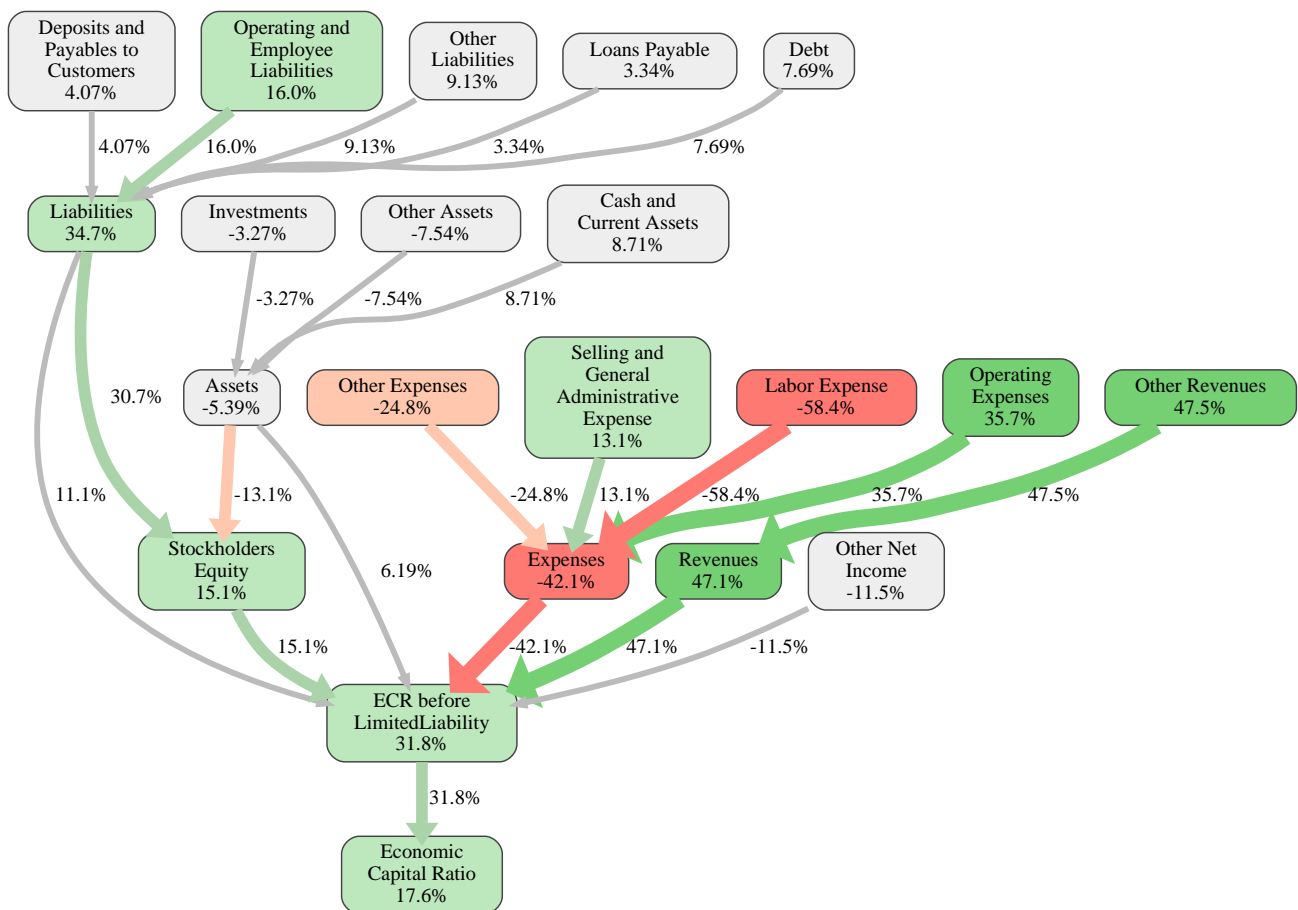 Deposits and
Payables to
Customers
4.07%
Operating and
Employee
Liabilities
16.0%
Other
Liabilities
9.13%
Loans Payable
3.34%
Debt
7.69%
4.07%
16.0%
9.13%
3.34%
7.69%
Liabilities
34.7%
Investments
-3.27%
Other Assets
-7.54%
Cash and
Current Assets
8.71%
-3.27%
-7.54%
8.71%
30.7%
Assets
-5.39%
Other Expenses
-24.8%
Selling and
General
Administrative
Expense
13.1%
Labor Expense
-58.4%
Operating
Expenses
35.7%
Other Revenues
47.5%
11.1%
-13.1%
-24.8%
13.1%
-58.4%
35.7%
47.5%
Stockholders
Equity
15.1%
6.19%
Expenses
-42.1%
Revenues
47.1%
Other Net
Income
-11.5%
15.1%
-42.1%
47.1%
-11.5%
ECR before
LimitedLiability
31.8%
31.8%
Economic
Capital Ratio
17.6%